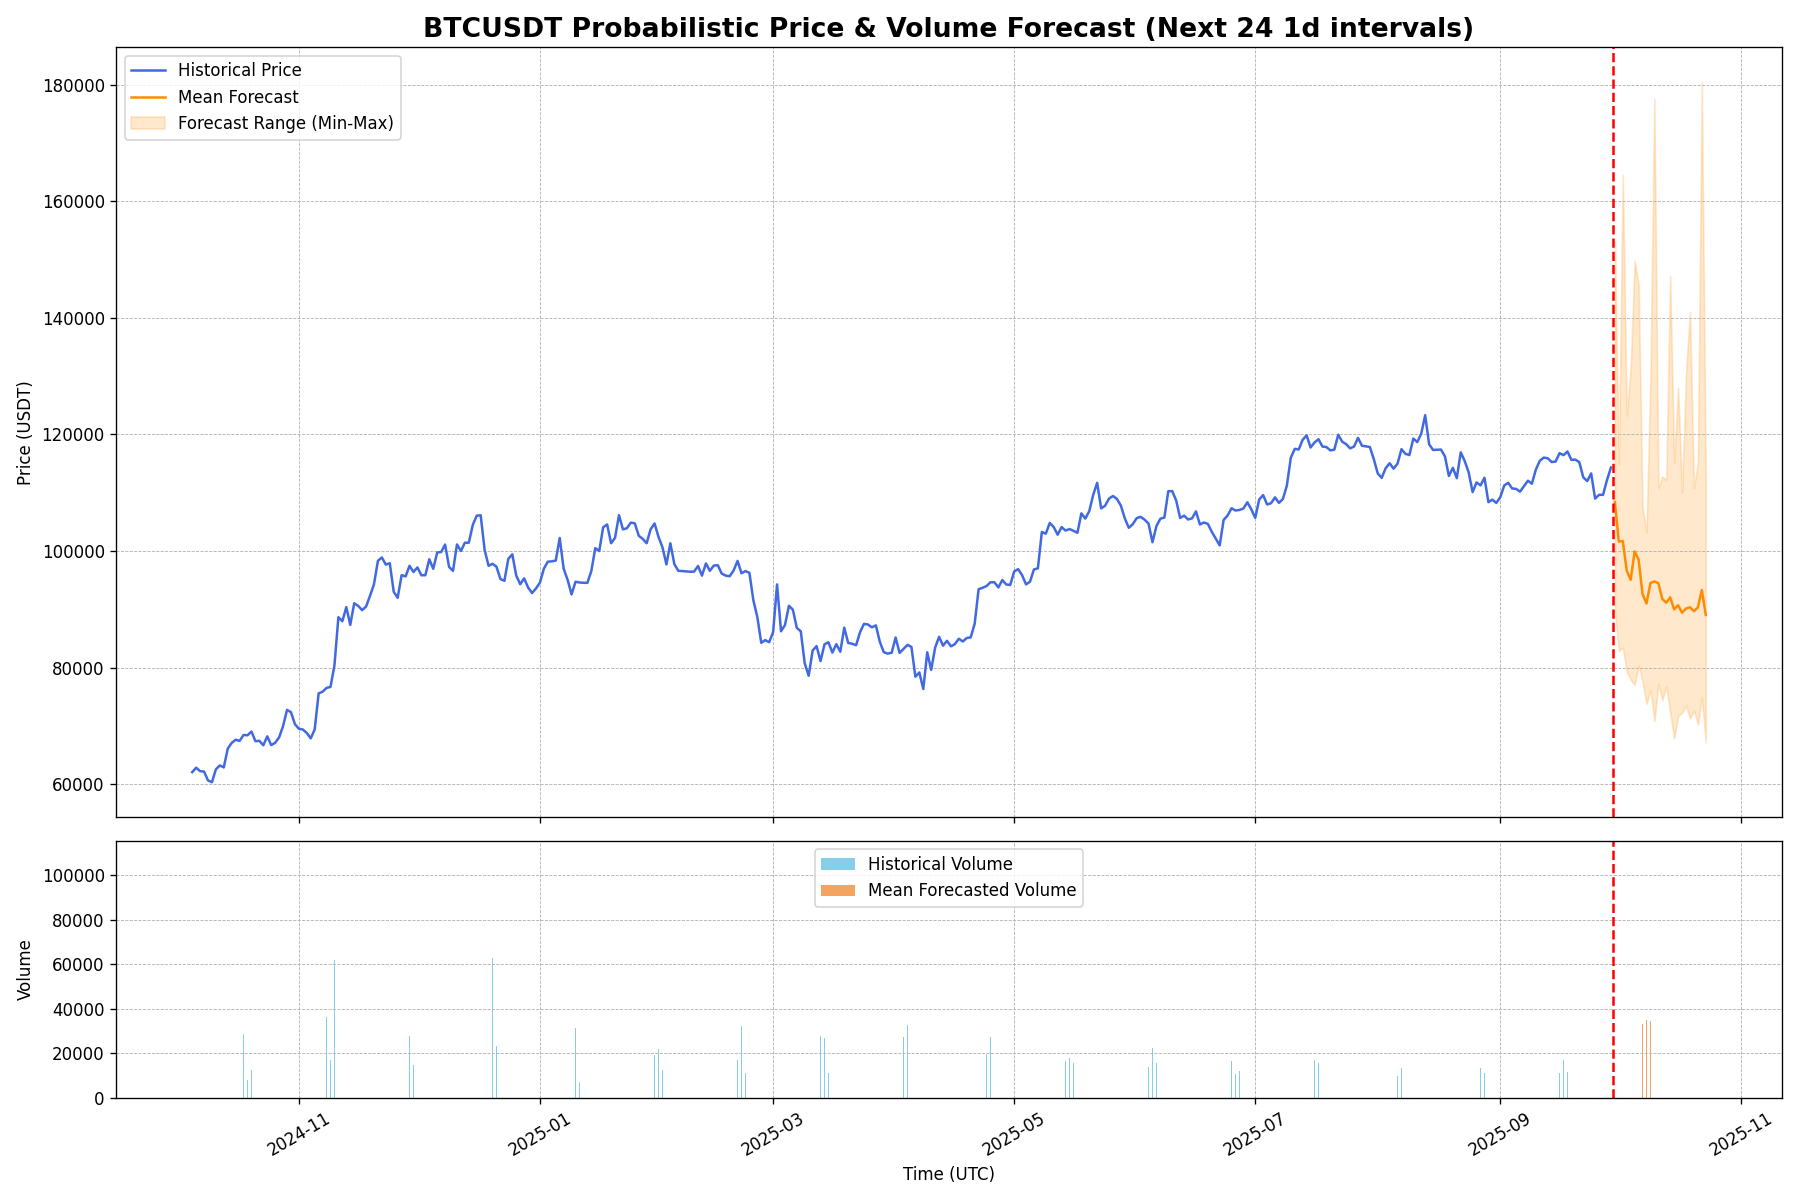 BTCUSDT Probabilistic Price & Volume Forecast (Next 24 1d intervals)
Historical Price
Mean Forecast
Forecast Range (Min-Max)
Price (USDT)
180000
160000
140000
120000
100000
80000
60000
Historical Volume
Mean Forecasted Volume
Volume
100000
80000
60000
40000
20000
0
2024-11
2025-01
2025-03
2025-05
2025-07
2025-09
2025-11
Time (UTC)